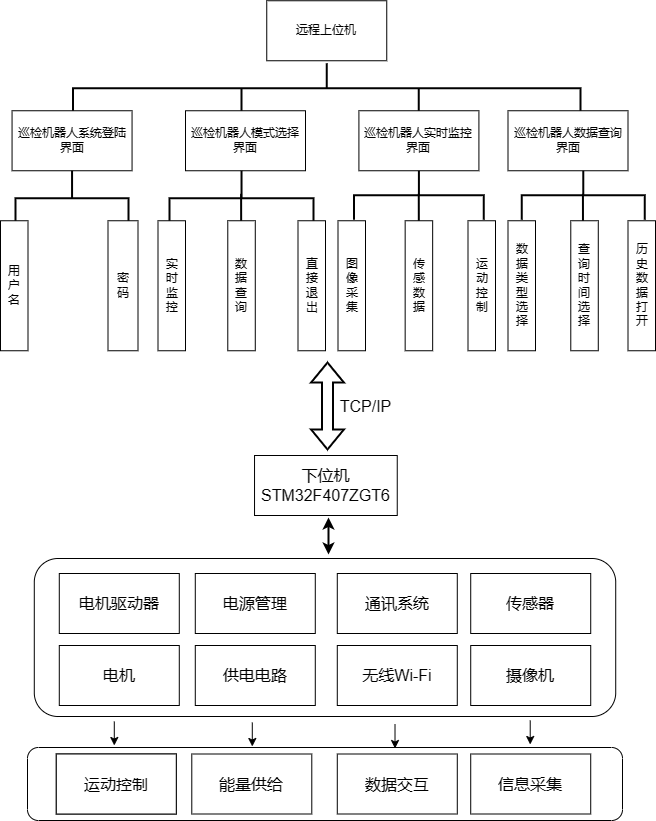 远程上位机
巡检机器人系统登陆
界面
巡检机器人模式选择
界面
巡检机器人实时监控
界面
巡检机器人数据查询
界面
用户名
密码
实时监控
数据查询
直接退出
图像采集
传感数据
运动控制
数据类型选择
查询时间选择
历史数据打开
TCP/IP
下位机
STM32F407ZGT6
电机驱动器
电源管理
通讯系统
传感器
电机
供电电路
无线Wi-Fi
摄像机
运动控制
能量供给
数据交互
信息采集